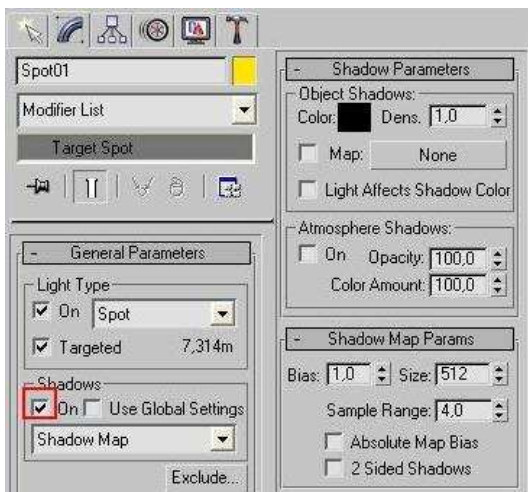 Spot01
Modifier List
Target Spot
- General Parameters
Light Type
On Spot
Targeted 7,314m
Shadows
On Use Global Settings
Shadow Map
Exclude...
- Shadow Parameters
Object Shadows:
Color: Dens. 1,0
Map: None
Light Affects Shadow Color
Atmosphere Shadows:
On Opacity: 100,0
Color Amount: 100,0
- Shadow Map Params
Bias: 1,0 Size: 512
Sample Range: 4,0
Absolute Map Bias
2 Sided Shadows